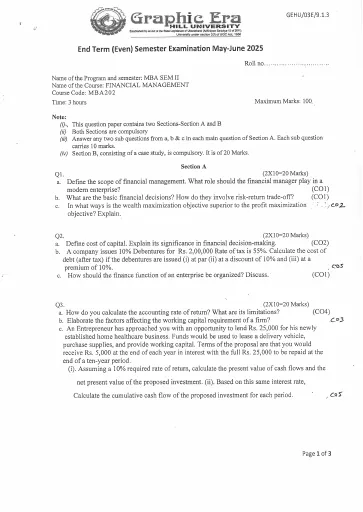 GEHU/03E/9.1.3
Graphic Era
HILL UNIVERSITY
End Term (Even) Semester Examination May-June 2025
Roll no..............................
Name of the Program and semester: MBA SEM II
Name of the Course: FINANCIAL MANAGEMENT
Course Code: MBA202
Time: 3 hours
Maximum Marks: 100.
Note:
(i). This question paper contains two Sections-Section A and B
(ii) Both Sections are compulsory
(iii) Answer any two sub questions from a, b & c in each main question of Section A. Each sub question
carries 10 marks.
(iv) Section B, consisting of a case study, is compulsory. It is of 20 Marks.
Section A
Q1. (2X10=20 Marks)
a. Define the scope of financial management. What role should the financial manager play in a
modern enterprise? (CO1)
b. What are the basic financial decisions? How do they involve risk-return trade-off? (CO1)
c. In what ways is the wealth maximization objective superior to the profit maximization CO2
objective? Explain.
Q2. (2X10=20 Marks)
a. Define cost of capital. Explain its significance in financial decision-making. (CO2)
b. A company issues 10% Debentures for Rs. 2,00,000 Rate of tax is 55%. Calculate the cost of
debt (after tax) if the debentures are issued (i) at par (ii) at a discount of 10% and (iii) at a
premium of 10%. CO5
c. How should the finance function of an enterprise be organized? Discuss. (CO1)
Q3. (2X10=20 Marks)
a. How do you calculate the accounting rate of return? What are its limitations? (CO4)
b. Elaborate the factors affecting the working capital requirement of a firm? CO3
c. An Entrepreneur has approached you with an opportunity to lend Rs. 25,000 for his newly
established home healthcare business. Funds would be used to lease a delivery vehicle,
purchase supplies, and provide working capital. Terms of the proposal are that you would
receive Rs. 5,000 at the end of each year in interest with the full Rs. 25,000 to be repaid at the
end of a ten-year period.
(i). Assuming a 10% required rate of return, calculate the present value of cash flows and the
net present value of the proposed investment. (ii). Based on this same interest rate,
Calculate the cumulative cash flow of the proposed investment for each period. CO5
Page 1 of 3